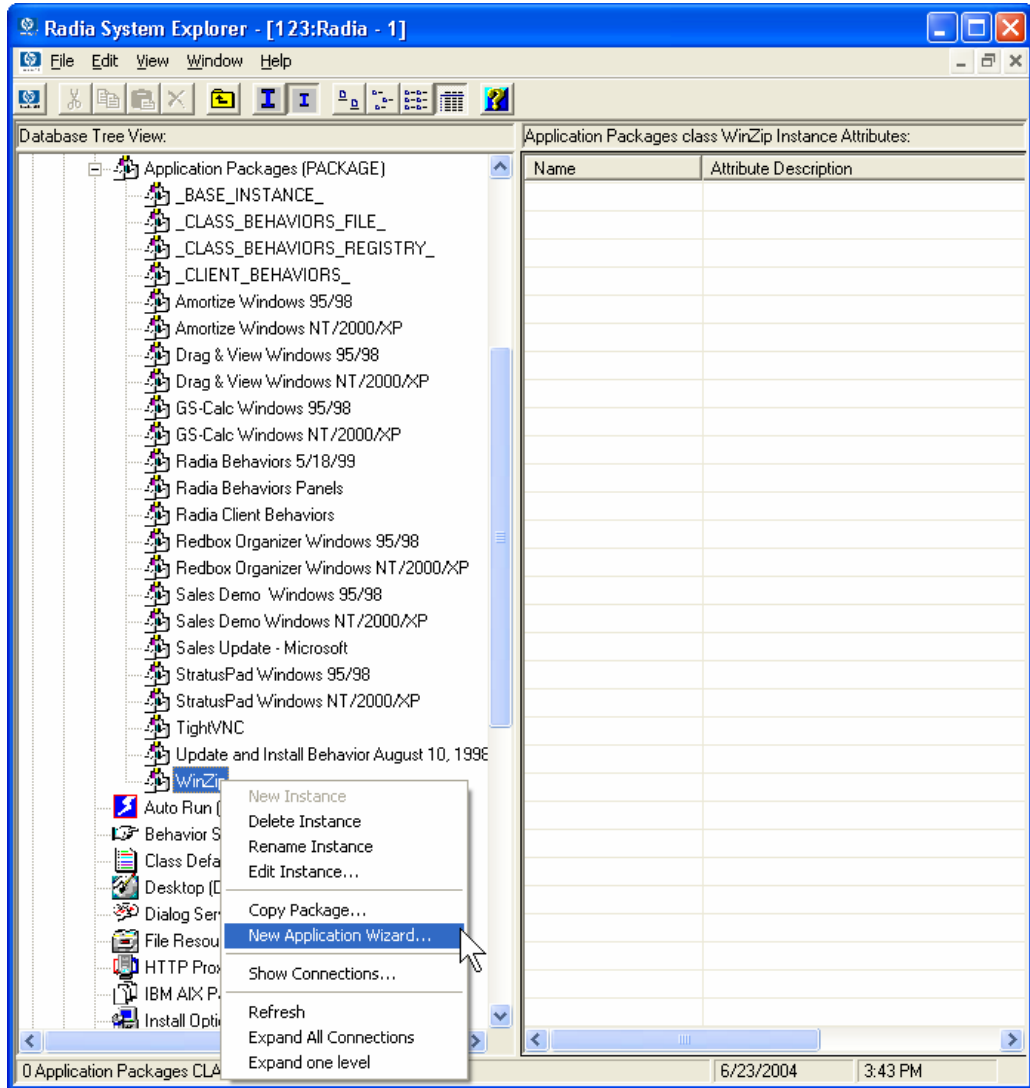 Radia System Explorer - [123:Radia - 1]
File Edit View Window Help
Database Tree View:
Application Packages class WinZip Instance Attributes:
Name Attribute Description
Application Packages (PACKAGE)
_BASE_INSTANCE_
_CLASS_BEHAVIORS_FILE_
_CLASS_BEHAVIORS_REGISTRY_
_CLIENT_BEHAVIORS_
Amortize Windows 95/98
Amortize Windows NT/2000/XP
Drag & View Windows 95/98
Drag & View Windows NT/2000/XP
GS-Calc Windows 95/98
GS-Calc Windows NT/2000/XP
Radia Behaviors 5/18/99
Radia Behaviors Panels
Radia Client Behaviors
Redbox Organizer Windows 95/98
Redbox Organizer Windows NT/2000/XP
Sales Demo  Windows 95/98
Sales Demo Windows NT/2000/XP
Sales Update - Microsoft
StratusPad Windows 95/98
StratusPad Windows NT/2000/XP
TightVNC
Update and Install Behavior August 10, 1998
WinZip
Auto Run (
Behavior S
Class Defa
Desktop (D
Dialog Ser
File Resou
HTTP Prox
IBM AIX P
Install Opti
New Instance
Delete Instance
Rename Instance
Edit Instance...
Copy Package...
New Application Wizard...
Show Connections...
Refresh
Expand All Connections
Expand one level
0 Application Packages CLA
6/23/2004
3:43 PM